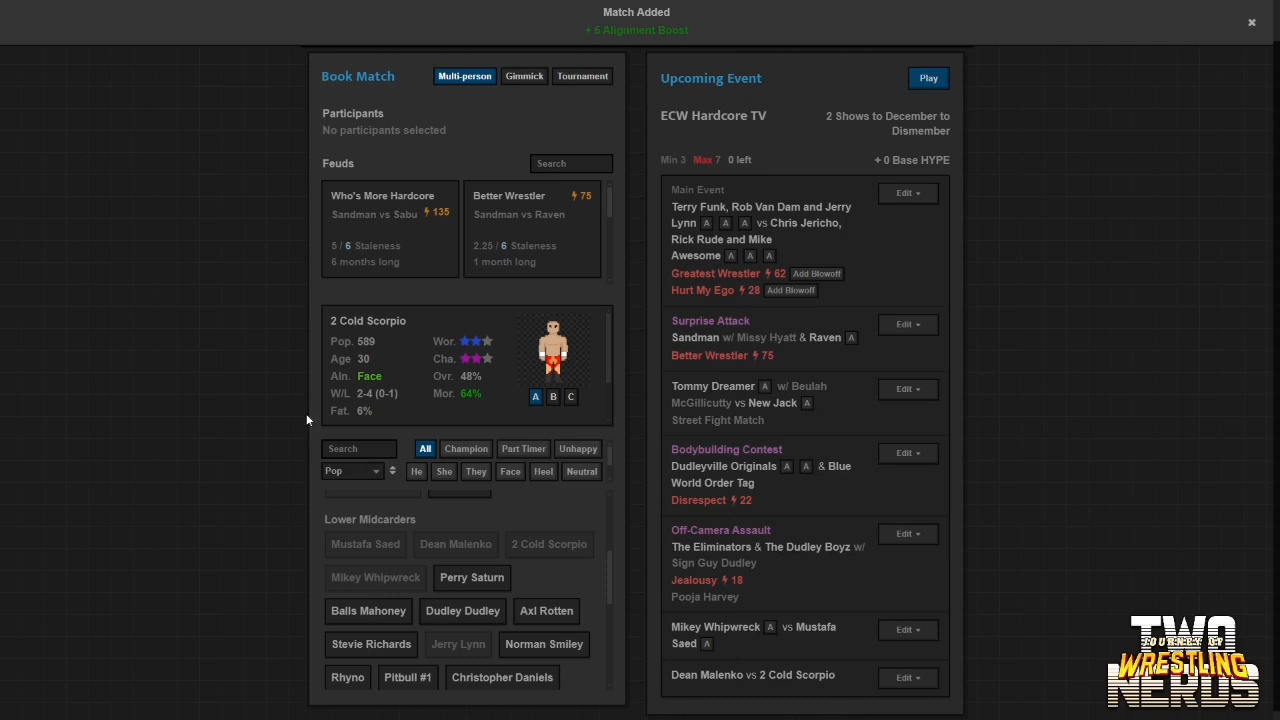 Match Added
+ 5 Alignment Boost
×
Book Match
Multi-person
Gimmick
Tournament
Participants
No participants selected
Feuds
Search
Who's More Hardcore
Sandman vs Sabu 135
5 / 6 Staleness
6 months long
Better Wrestler 75
Sandman vs Raven
2.25 / 6 Staleness
1 month long
2 Cold Scorpio
Pop. 589
Wor.
Age 30
Cha.
Aln. Face
Ovr. 48%
W/L 2-4 (0-1)
Mor. 64%
Fat. 6%
A B C
Search
All
Champion
Part Timer
Unhappy
Pop
He
She
They
Face
Heel
Neutral
Lower Midcarders
Mustafa Saed
Dean Malenko
2 Cold Scorpio
Mikey Whipwreck
Perry Saturn
Balls Mahoney
Dudley Dudley
Axl Rotten
Stevie Richards
Jerry Lynn
Norman Smiley
Rhyno
Pitbull #1
Christopher Daniels
Upcoming Event
Play
ECW Hardcore TV
2 Shows to December to
Dismember
Min 3 Max 7 0 left
+ 0 Base HYPE
Main Event
Edit
Terry Funk, Rob Van Dam and Jerry
Lynn A A A vs Chris Jericho,
Rick Rude and Mike
Awesome A A A
Greatest Wrestler 62 Add Blowoff
Hurt My Ego 28 Add Blowoff
Surprise Attack
Edit
Sandman w/ Missy Hyatt & Raven A
Better Wrestler 75
Tommy Dreamer A w/ Beulah
Edit
McGillicutty vs New Jack A
Street Fight Match
Bodybuilding Contest
Edit
Dudleyville Originals A A & Blue
World Order Tag
Disrespect 22
Off-Camera Assault
Edit
The Eliminators & The Dudley Boyz w/
Sign Guy Dudley
Jealousy 18
Pooja Harvey
Mikey Whipwreck A vs Mustafa
Edit
Saed A
Dean Malenko vs 2 Cold Scorpio
Edit
TWO
JOURNEY OF
WRESTLING
NERDS